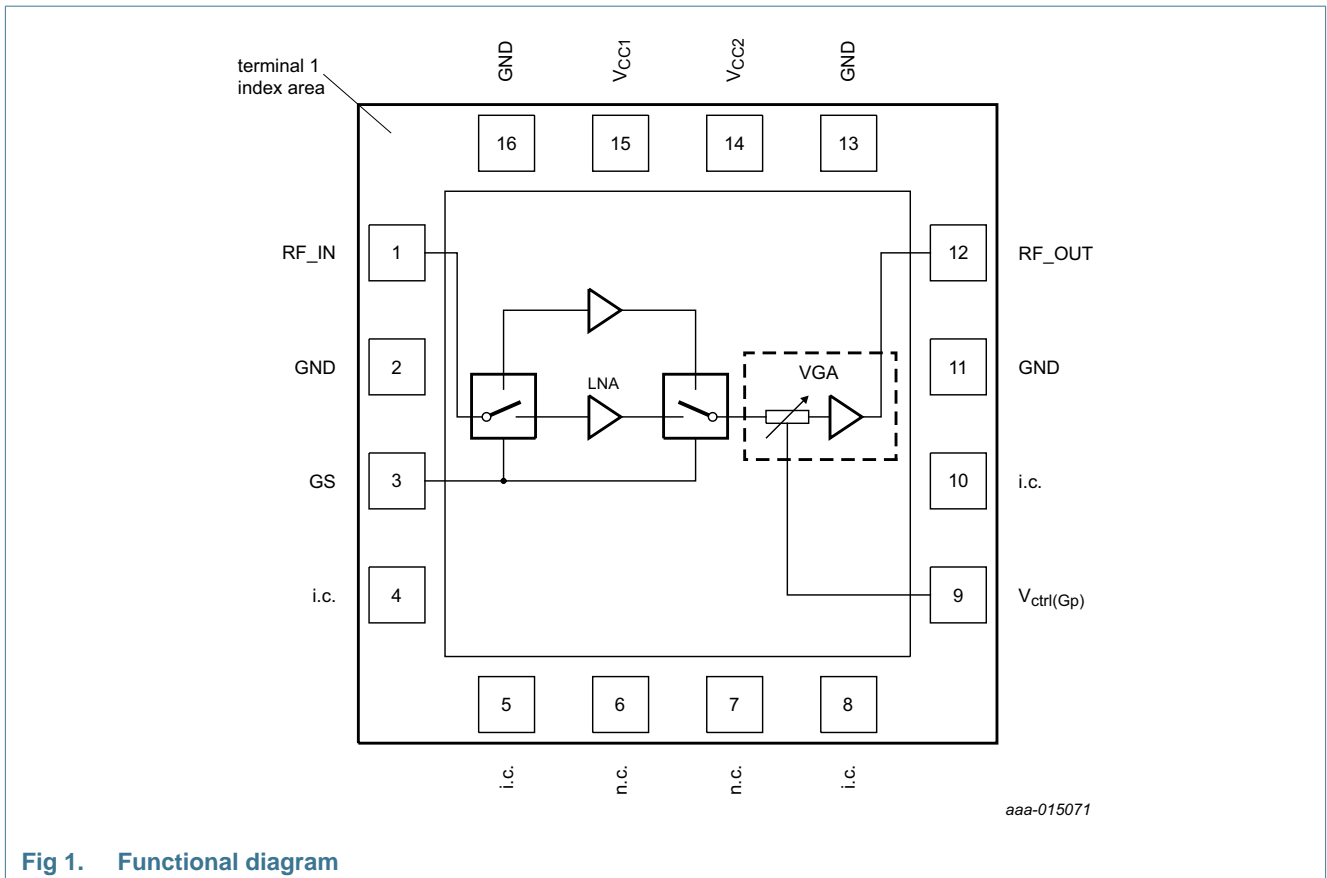 terminal 1
index area
GND
VCC1
VCC2
GND
16
15
14
13
RF_IN
1
12
RF_OUT
GND
2
11
GND
LNA
VGA
GS
3
10
i.c.
i.c.
4
9
Vctrl(Gp)
5
6
7
8
i.c.
n.c.
n.c.
i.c.
aaa-015071
Fig 1. Functional diagram